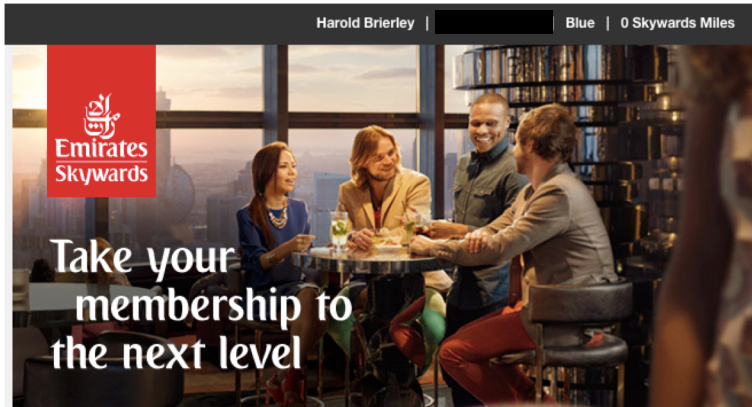 Harold Brierley | | Blue | 0 Skywards Miles
Emirates
Skywards
Take your
membership to
the next level